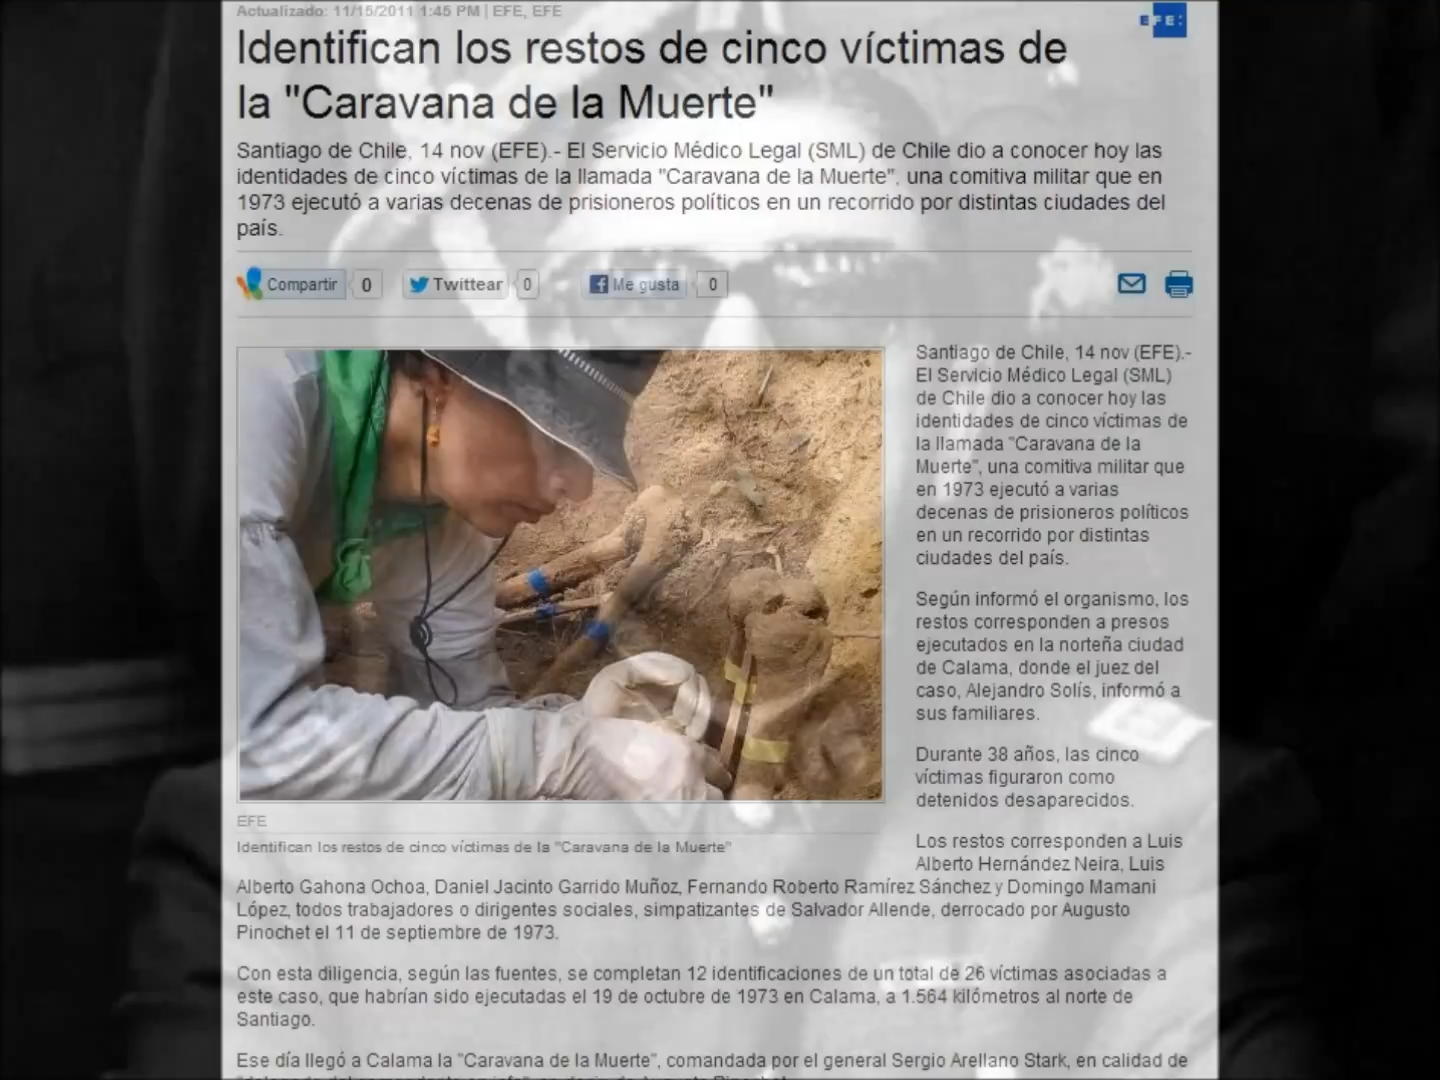 Actualizado: 11/15/2011 1:45 PM | EFE, EFE
EFE:
Identifican los restos de cinco víctimas de
la "Caravana de la Muerte"
Santiago de Chile, 14 nov (EFE).- El Servicio Médico Legal (SML) de Chile dio a conocer hoy las
identidades de cinco víctimas de la llamada "Caravana de la Muerte", una comitiva militar que en
1973 ejecutó a varias decenas de prisioneros políticos en un recorrido por distintas ciudades del
país.
Compartir 0 Twittear 0 Me gusta 0
Santiago de Chile, 14 nov (EFE).-
El Servicio Médico Legal (SML)
de Chile dio a conocer hoy las
identidades de cinco víctimas de
la llamada "Caravana de la
Muerte", una comitiva militar que
en 1973 ejecutó a varias
decenas de prisioneros políticos
en un recorrido por distintas
ciudades del país.
Según informó el organismo, los
restos corresponden a presos
ejecutados en la norteña ciudad
de Calama, donde el juez del
caso, Alejandro Solís, informó a
sus familiares.
Durante 38 años, las cinco
víctimas figuraron como
detenidos desaparecidos.
EFE
Identifican los restos de cinco víctimas de la "Caravana de la Muerte"
Los restos corresponden a Luis
Alberto Hernández Neira, Luis
Alberto Gahona Ochoa, Daniel Jacinto Garrido Muñoz, Fernando Roberto Ramírez Sánchez y Domingo Mamani
López, todos trabajadores o dirigentes sociales, simpatizantes de Salvador Allende, derrocado por Augusto
Pinochet el 11 de septiembre de 1973.
Con esta diligencia, según las fuentes, se completan 12 identificaciones de un total de 26 víctimas asociadas a
este caso, que habrían sido ejecutadas el 19 de octubre de 1973 en Calama, a 1.564 kilómetros al norte de
Santiago.
Ese día llegó a Calama la "Caravana de la Muerte", comandada por el general Sergio Arellano Stark, en calidad de